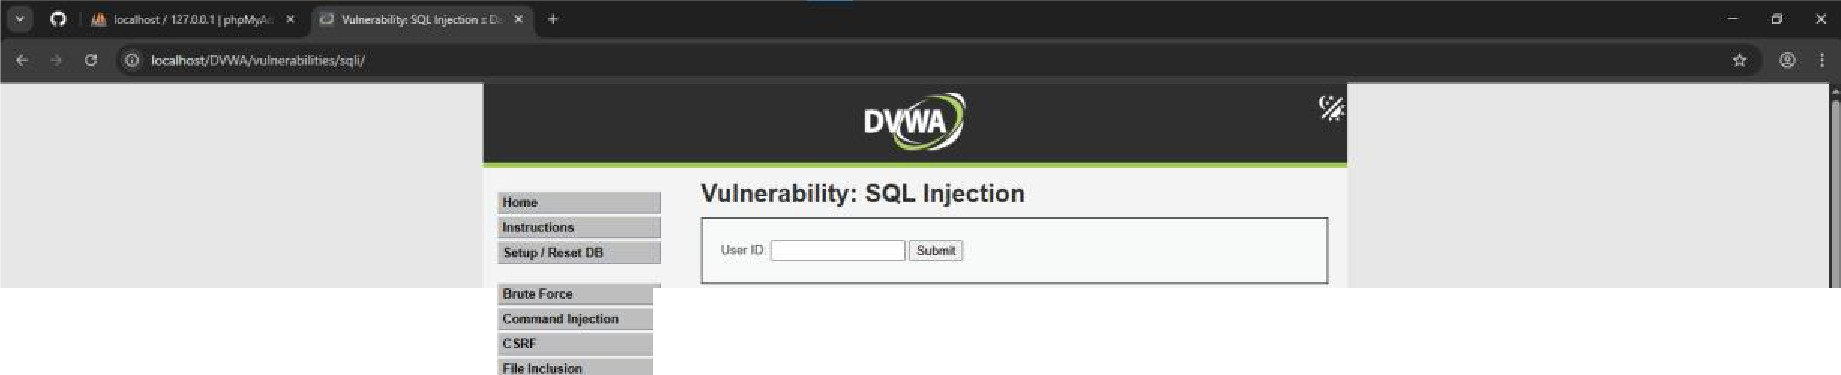 localhost / 127.0.0.1 | phpMyA
Vulnerability: SQL Injection :: D
localhost/DVWA/vulnerabilities/sqli/
DVWA
Vulnerability: SQL Injection
Home
Instructions
Setup / Reset DB
User ID: Submit
Brute Force
Command Injection
CSRF
File Inclusion